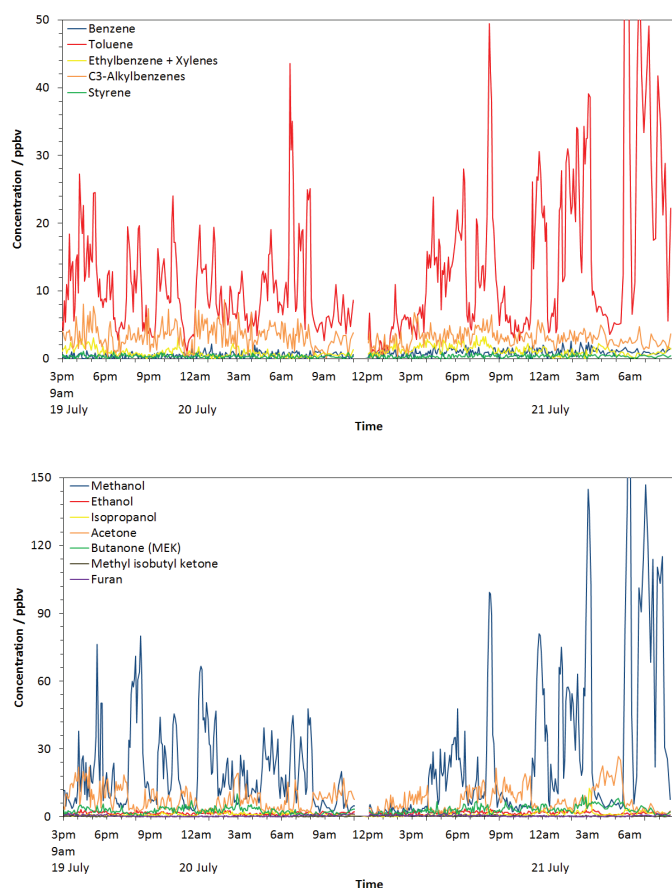 50
40
30
20
10
0
Concentration / ppbv
Benzene
Toluene
Ethylbenzene + Xylenes
C3-Alkylbenzenes
Styrene
3pm 6pm 9pm 12am 3am 6am 9am 12pm 3pm 6pm 9pm 12am 3am 6am
9am
19 July 20 July 21 July
Time
150
120
90
60
30
0
Concentration / ppbv
Methanol
Ethanol
Isopropanol
Acetone
Butanone (MEK)
Methyl isobutyl ketone
Furan
3pm 6pm 9pm 12am 3am 6am 9am 12pm 3pm 6pm 9pm 12am 3am 6am
9am
19 July 20 July 21 July
Time